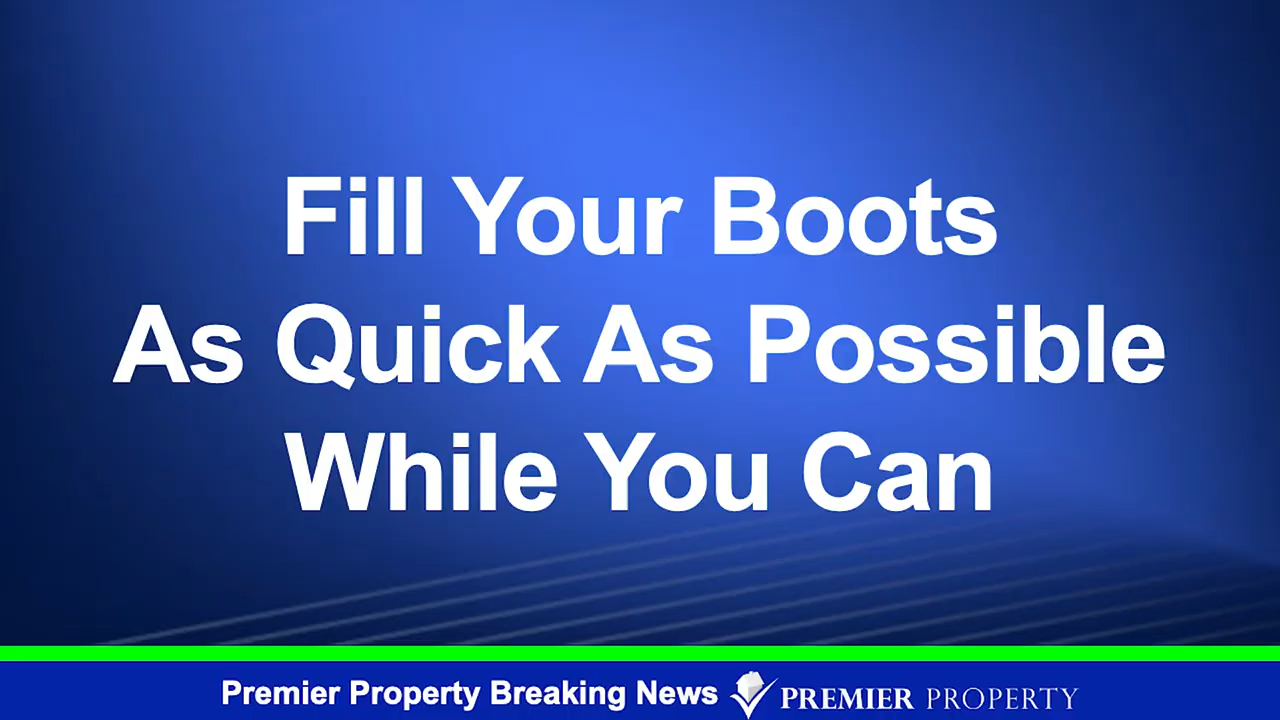 Fill Your Boots
As Quick As Possible
While You Can
Premier Property Breaking News PREMIER PROPERTY